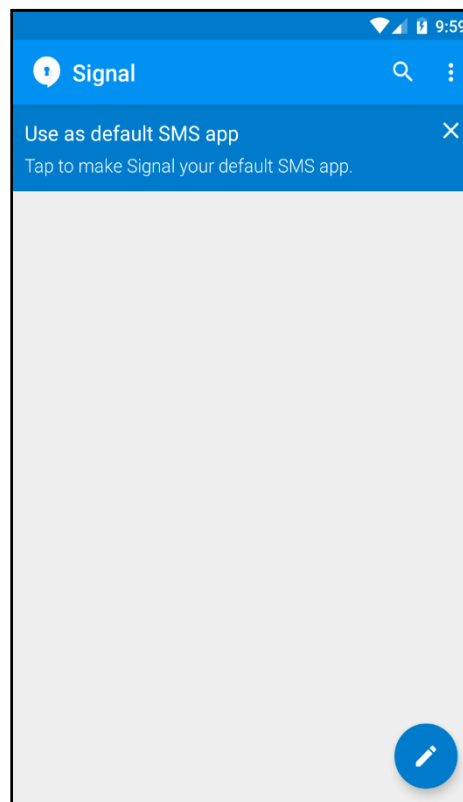 9:59
Signal
Use as default SMS app
Tap to make Signal your default SMS app.